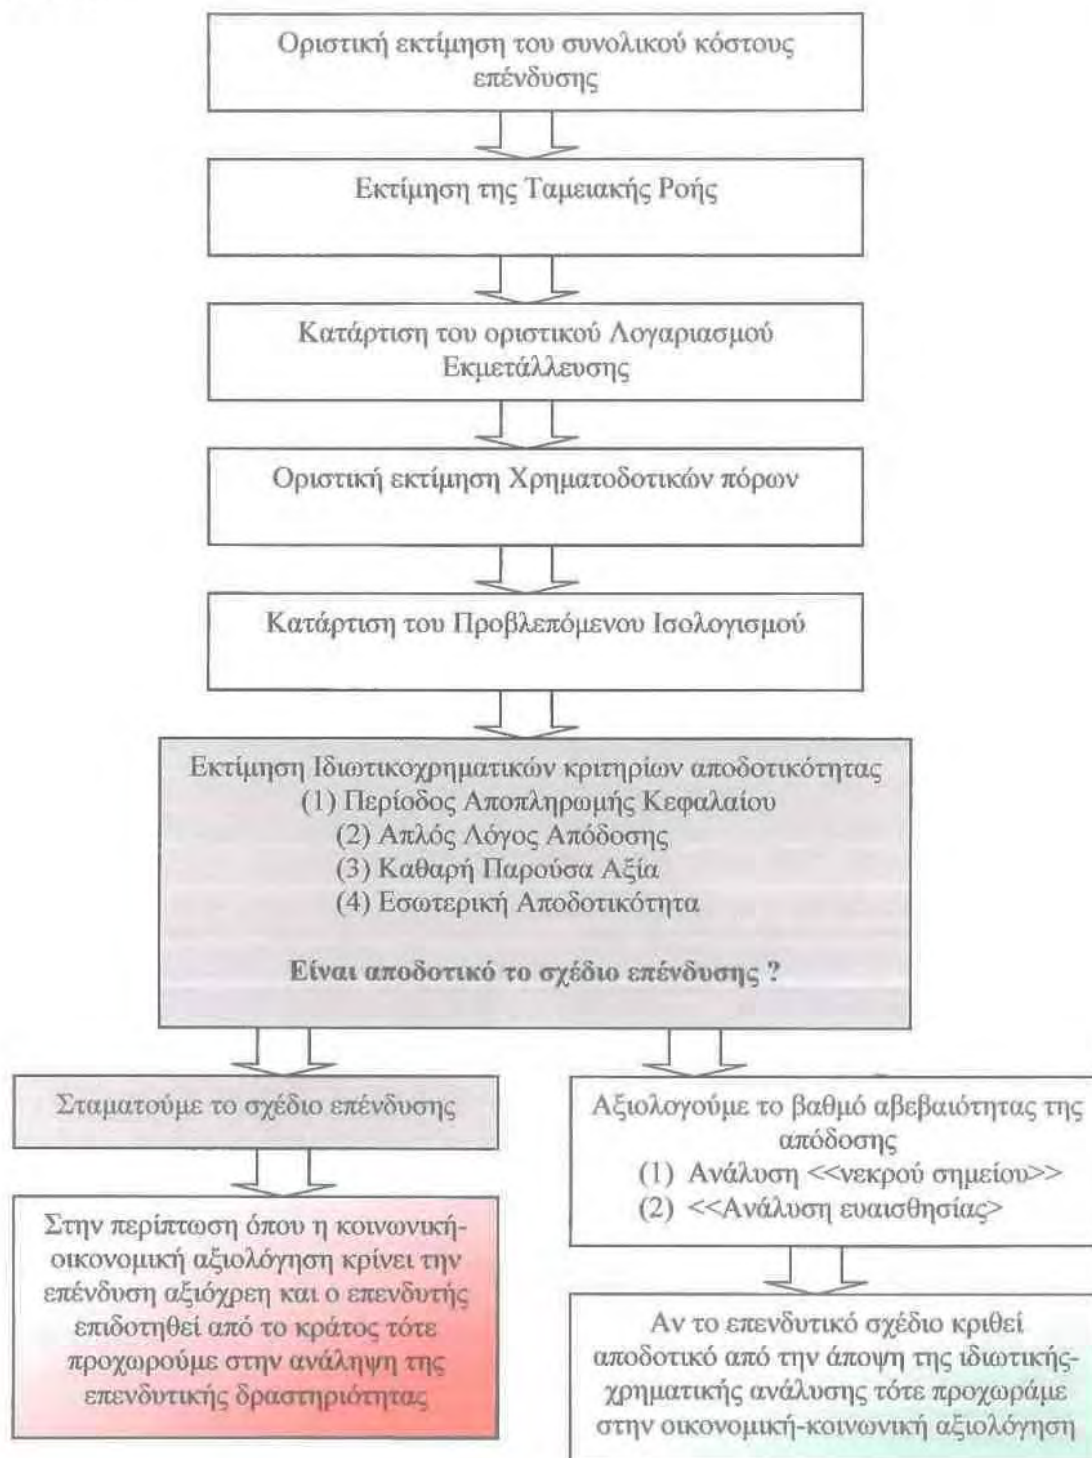 Οριστική εκτίμηση του συνολικού κόστους
επένδυσης
Εκτίμηση της Ταμειακής Ροής
Κατάρτιση του οριστικού Λογαριασμού
Εκμετάλλευσης
Οριστική εκτίμηση Χρηματοδοτικών πόρων
Κατάρτιση του Προβλεπόμενου Ισολογισμού
Εκτίμηση Ιδιωτικοχρηματικών κριτηρίων αποδοτικότητας
(1) Περίοδος Αποπληρωμής Κεφαλαίου
(2) Απλός Λόγος Απόδοσης
(3) Καθαρή Παρούσα Αξία
(4) Εσωτερική Αποδοτικότητα
Είναι αποδοτικό το σχέδιο επένδυσης ?
Σταματούμε το σχέδιο επένδυσης
Στην περίπτωση όπου η κοινωνική-
οικονομική αξιολόγηση κρίνει την
επένδυση αξιόχρεη και ο επενδυτής
επιδοτηθεί από το κράτος τότε
προχωρούμε στην ανάληψη της
επενδυτικής δραστηριότητας
Αξιολογούμε το βαθμό αβεβαιότητας της
απόδοσης
(1) Ανάλυση <<νεκρού σημείου>>
(2) <<Ανάλυση ευαισθησίας>
Αν το επενδυτικό σχέδιο κριθεί
αποδοτικό από την άποψη της ιδιωτικής-
χρηματικής ανάλυσης τότε προχωράμε
στην οικονομική-κοινωνική αξιολόγηση